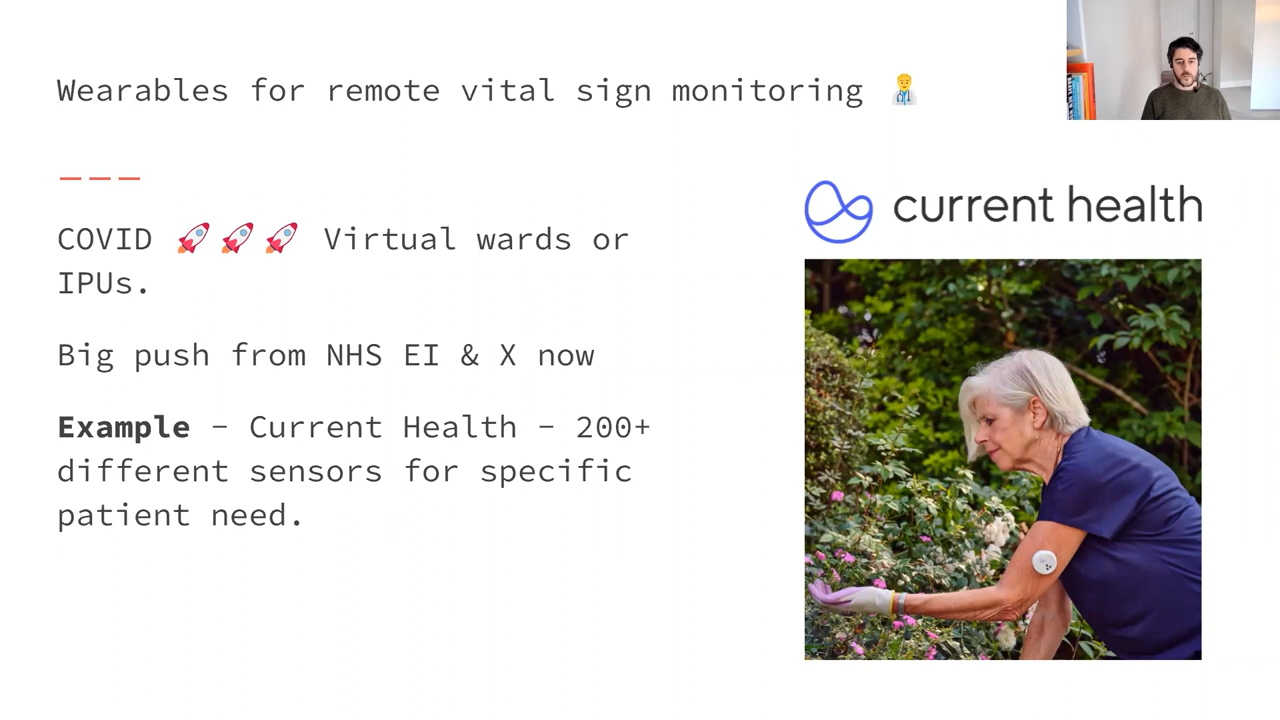 Wearables for remote vital sign monitoring 👨‍⚕️
COVID 🚀🚀🚀 Virtual wards or
IPUs.
Big push from NHS EI & X now
Example - Current Health - 200+
different sensors for specific
patient need.
current health